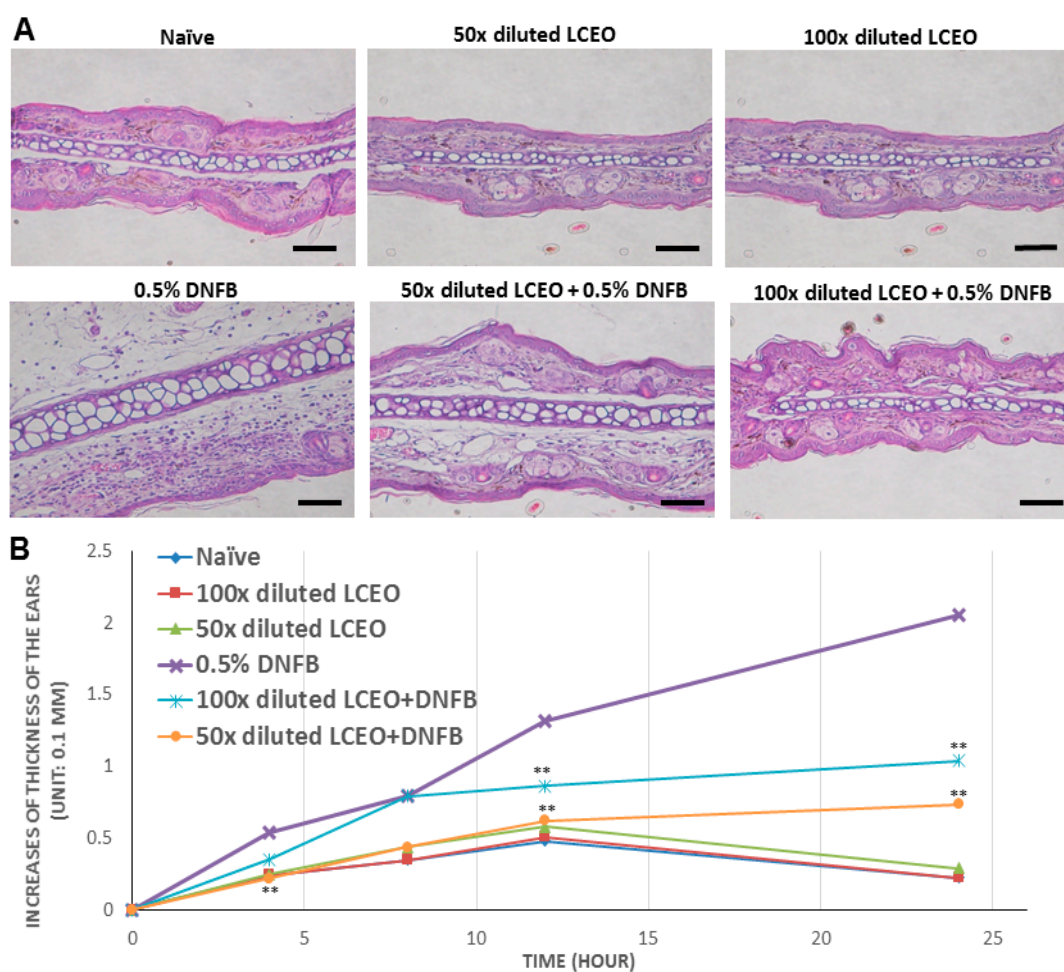 A
Naïve
50x diluted LCEO
100x diluted LCEO
0.5% DNFB
50x diluted LCEO + 0.5% DNFB
100x diluted LCEO + 0.5% DNFB
B
INCREASES OF THICKNESS OF THE EARS
(UNIT: 0.1 MM)
2.5
2
1.5
1
0.5
0
Naïve
100x diluted LCEO
50x diluted LCEO
0.5% DNFB
100x diluted LCEO+DNFB
50x diluted LCEO+DNFB
**
**
**
**
**
0
5
10
15
20
25
TIME (HOUR)